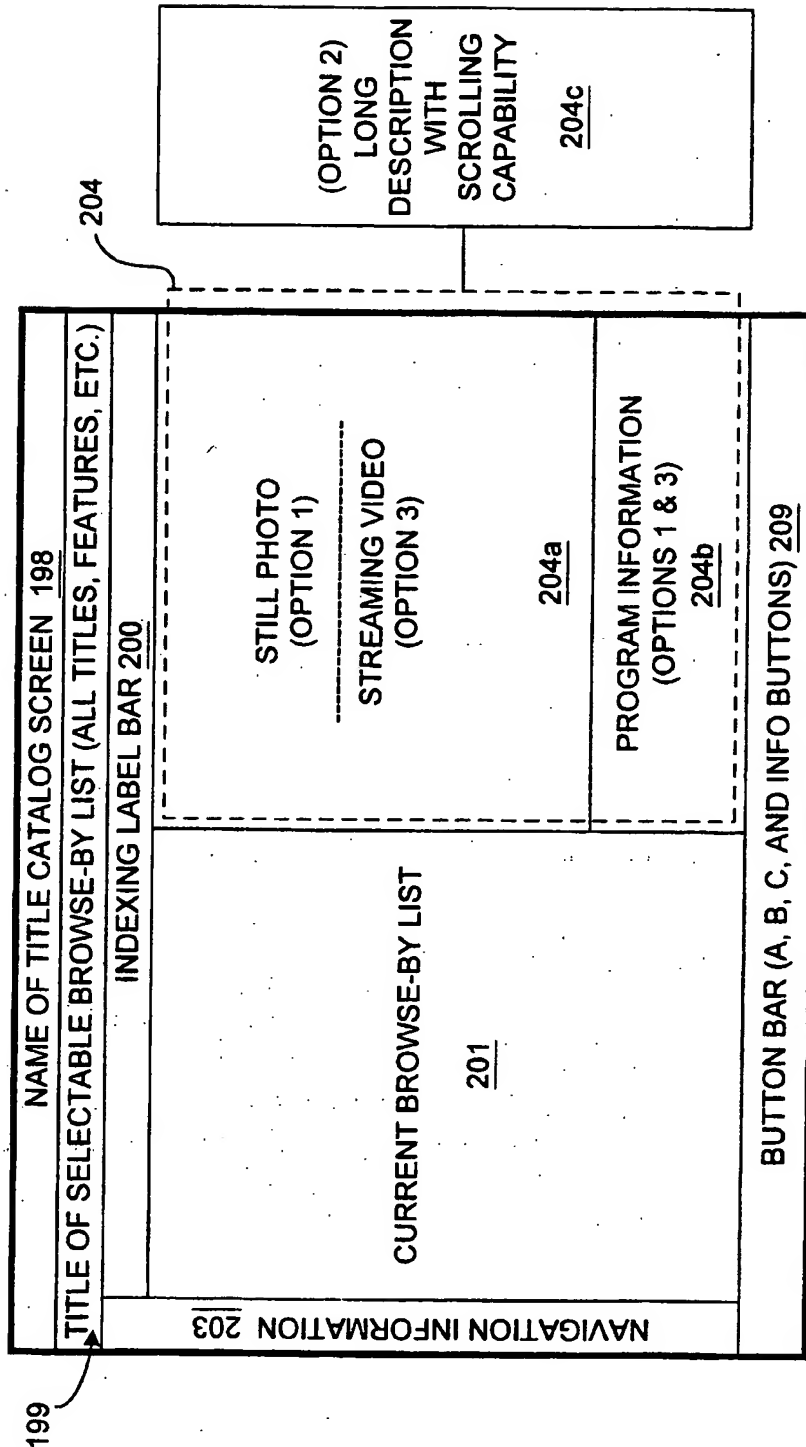 NAME OF TITLE CATALOG SCREEN 198
199
TITLE OF SELECTABLE BROWSE-BY LIST (ALL TITLES, FEATURES, ETC.)
INDEXING LABEL BAR 200
NAVIGATION INFORMATION 203
CURRENT BROWSE-BY LIST
201
204
STILL PHOTO
(OPTION 1)
STREAMING VIDEO
(OPTION 3)
204a
PROGRAM INFORMATION
(OPTIONS 1 & 3)
204b
(OPTION 2)
LONG
DESCRIPTION
WITH
SCROLLING
CAPABILITY
204c
BUTTON BAR (A, B, C, AND INFO BUTTONS) 209